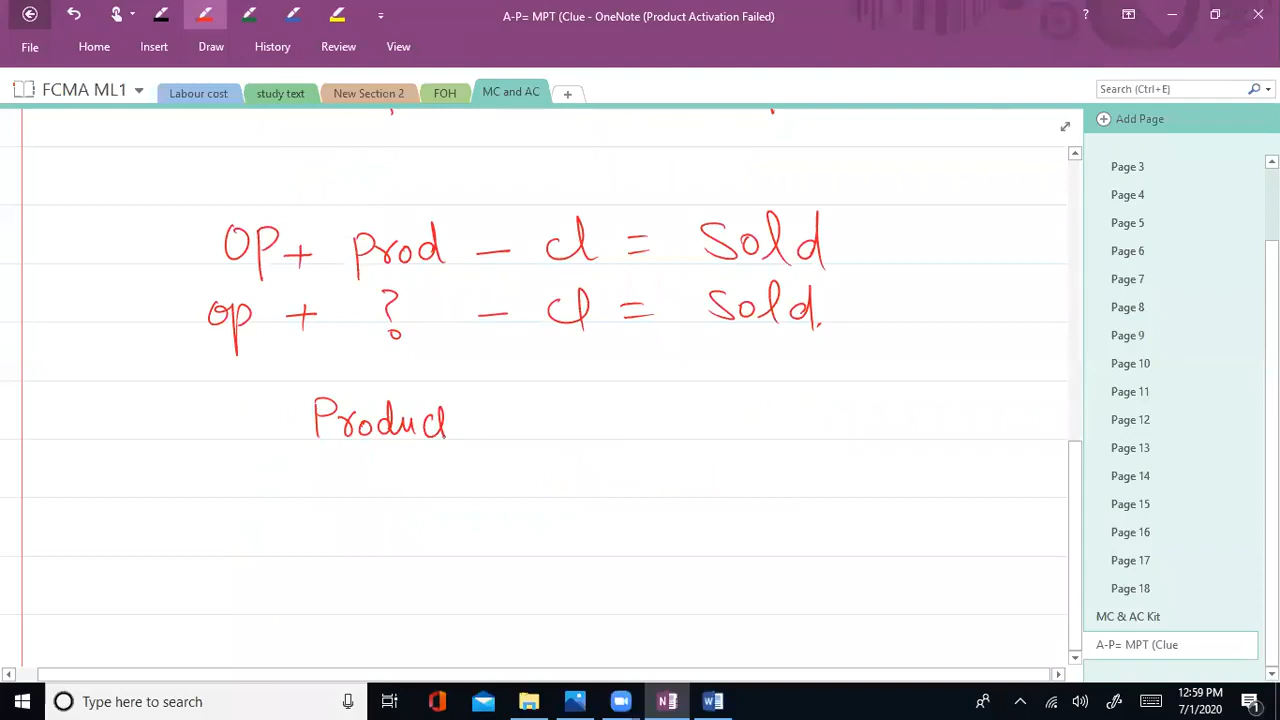 A-P= MPT (Clue - OneNote (Product Activation Failed)
File Home Insert Draw History Review View
FCMA ML1 Labour cost study text New Section 2 FOH MC and AC
Search (Ctrl+E)
Add Page
OP + prod - cl = Sold
op + ? - cl = Sold.
Product
Page 3
Page 4
Page 5
Page 6
Page 7
Page 8
Page 9
Page 10
Page 11
Page 12
Page 13
Page 14
Page 15
Page 16
Page 17
Page 18
MC & AC Kit
A-P= MPT (Clue
Type here to search
12:59 PM
7/1/2020